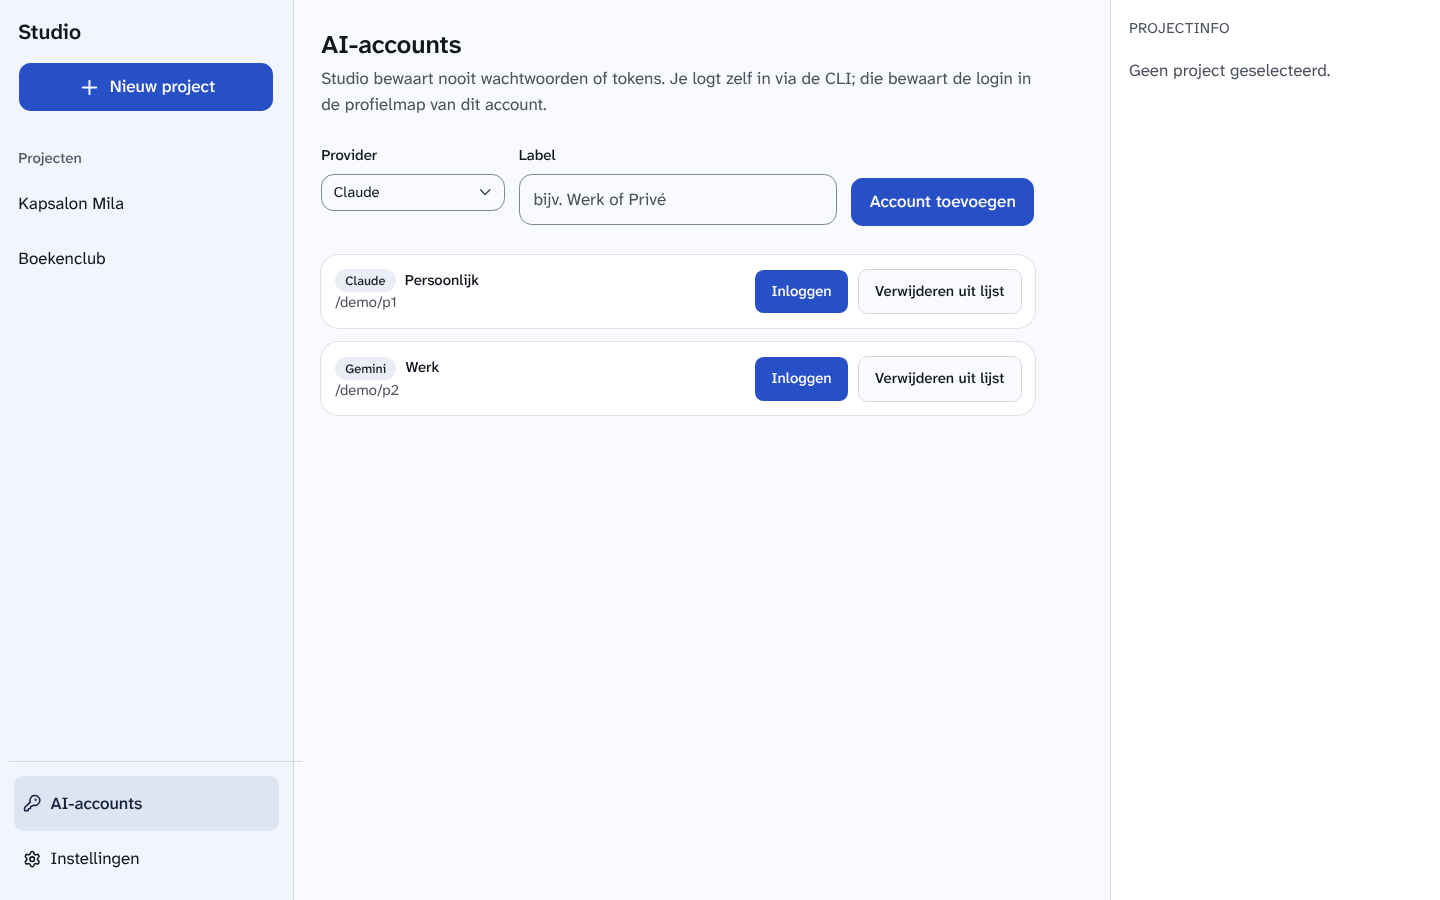 Studio
Nieuw project
Projecten
Kapsalon Mila
Boekenclub
AI-accounts
Instellingen
AI-accounts
Studio bewaart nooit wachtwoorden of tokens. Je logt zelf in via de CLI; die bewaart de login in
de profielmap van dit account.
Provider
Label
Claude
bijv. Werk of Privé
Account toevoegen
Claude Persoonlijk
/demo/p1
Inloggen
Verwijderen uit lijst
Gemini Werk
/demo/p2
Inloggen
Verwijderen uit lijst
PROJECTINFO
Geen project geselecteerd.